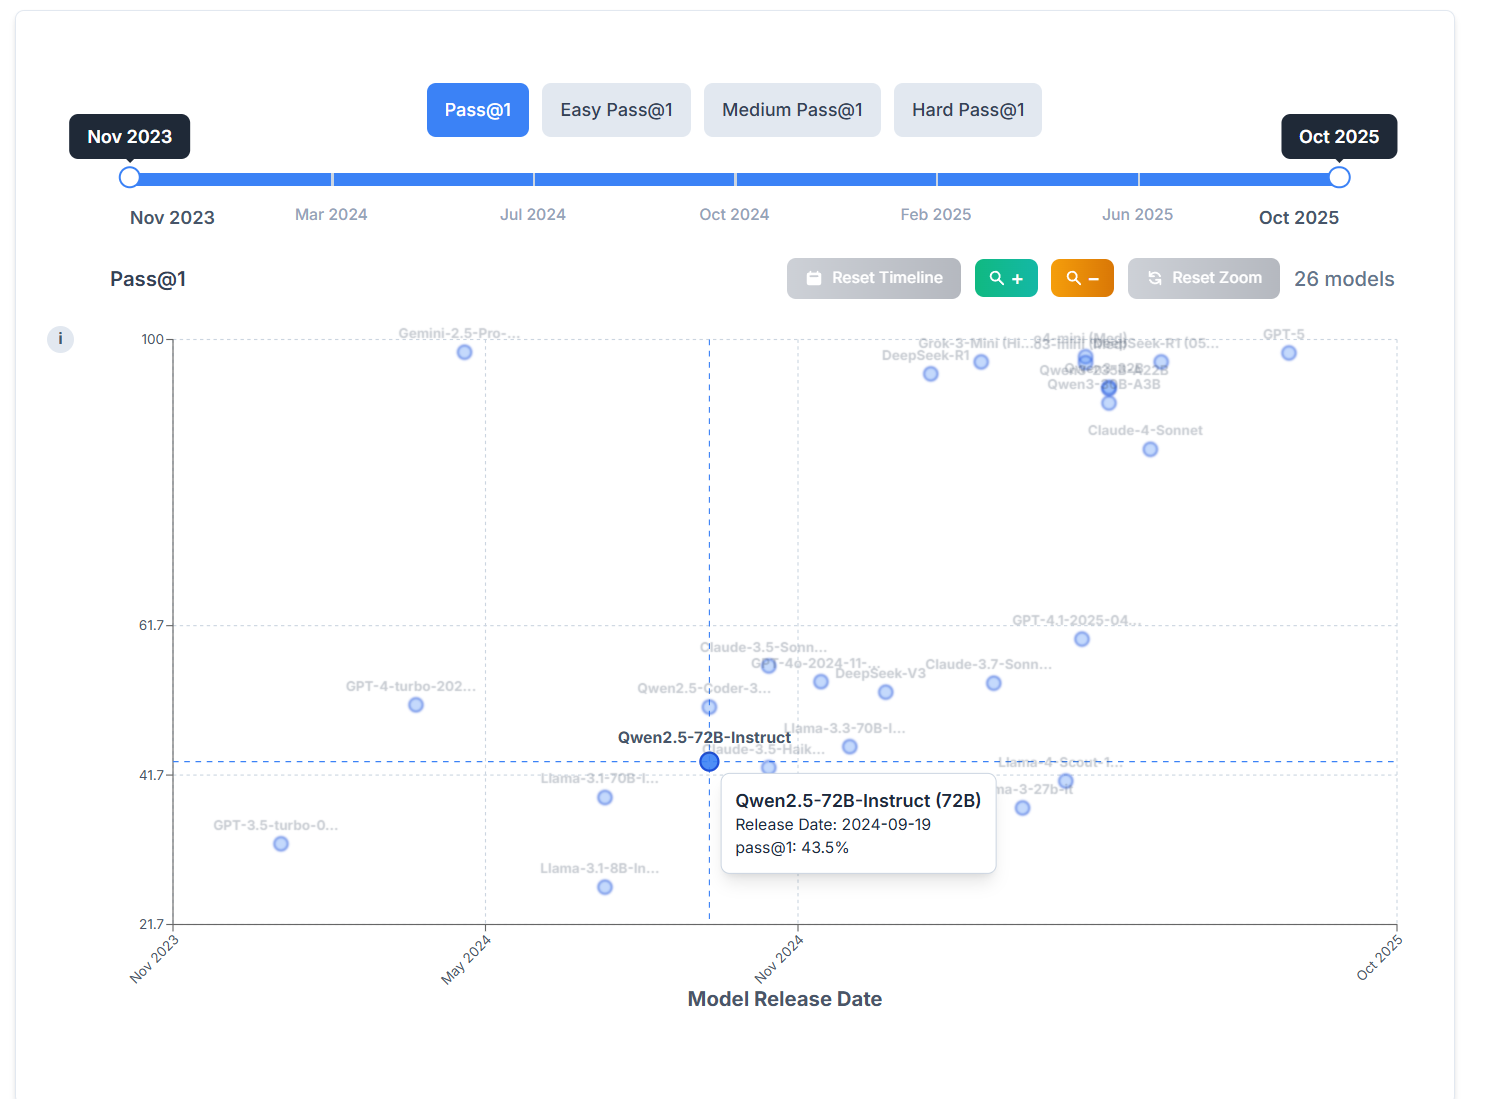 Pass@1
Easy Pass@1
Medium Pass@1
Hard Pass@1
Nov 2023
Oct 2025
Nov 2023
Mar 2024
Jul 2024
Oct 2024
Feb 2025
Jun 2025
Oct 2025
Pass@1
Reset Timeline
+
−
Reset Zoom
26 models
i
100
61.7
41.7
21.7
Gemini-2.5-Pro-...
GPT-5
Grok-3-Mini (Hi...
DeepSeek-R1 (05...
DeepSeek-R1
Qwen3-235B-A22B
Qwen3-30B-A3B
Claude-4-Sonnet
GPT-4.1-2025-04...
Claude-3.5-Sonn...
GPT-4o-2024-11-...
Claude-3.7-Sonn...
DeepSeek-V3
GPT-4-turbo-202...
Qwen2.5-Coder-3...
Llama-3.3-70B-I...
Qwen2.5-72B-Instruct
Claude-3.5-Haik...
Llama-4-Scout-1...
Llama-3.1-70B-I...
ma-3-27b-it
Qwen2.5-72B-Instruct (72B)
Release Date: 2024-09-19
pass@1: 43.5%
GPT-3.5-turbo-0...
Llama-3.1-8B-In...
Nov 2023
May 2024
Nov 2024
Oct 2025
Model Release Date